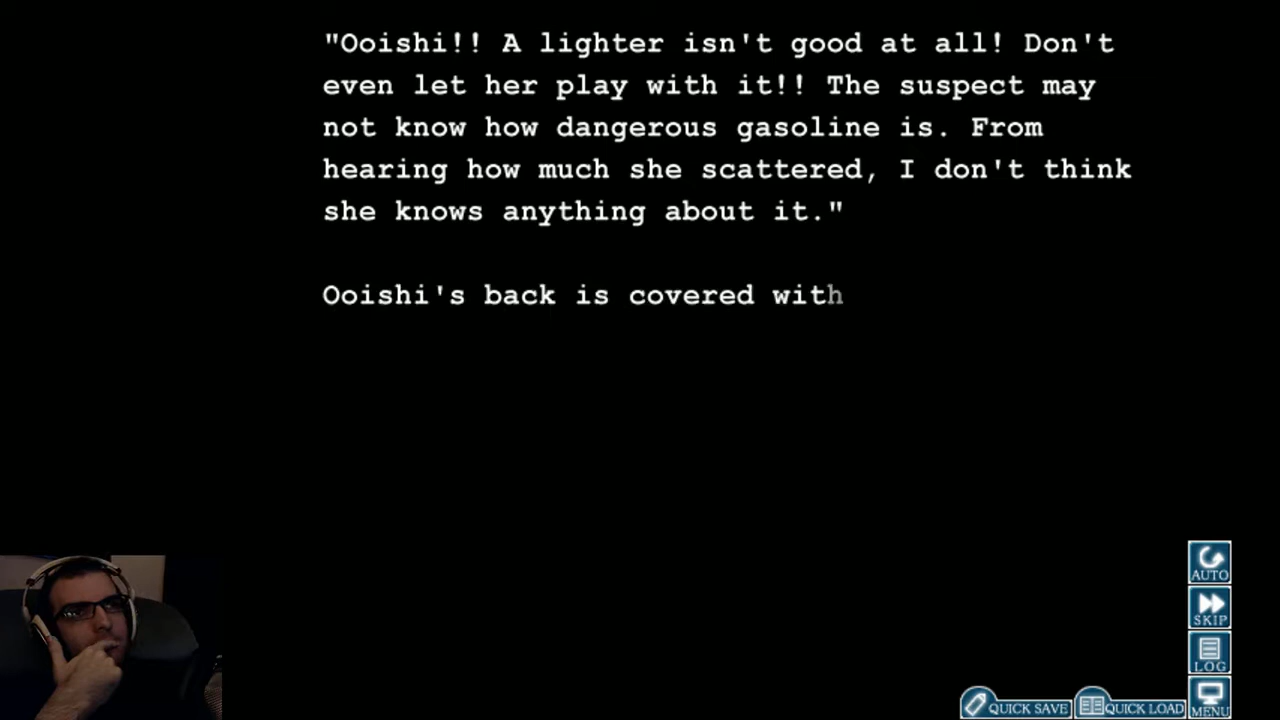 "Ooishi!! A lighter isn't good at all! Don't
even let her play with it!! The suspect may
not know how dangerous gasoline is. From
hearing how much she scattered, I don't think
she knows anything about it."
Ooishi's back is covered with
AUTO
SKIP
LOG
QUICK SAVE
QUICK LOAD
MENU